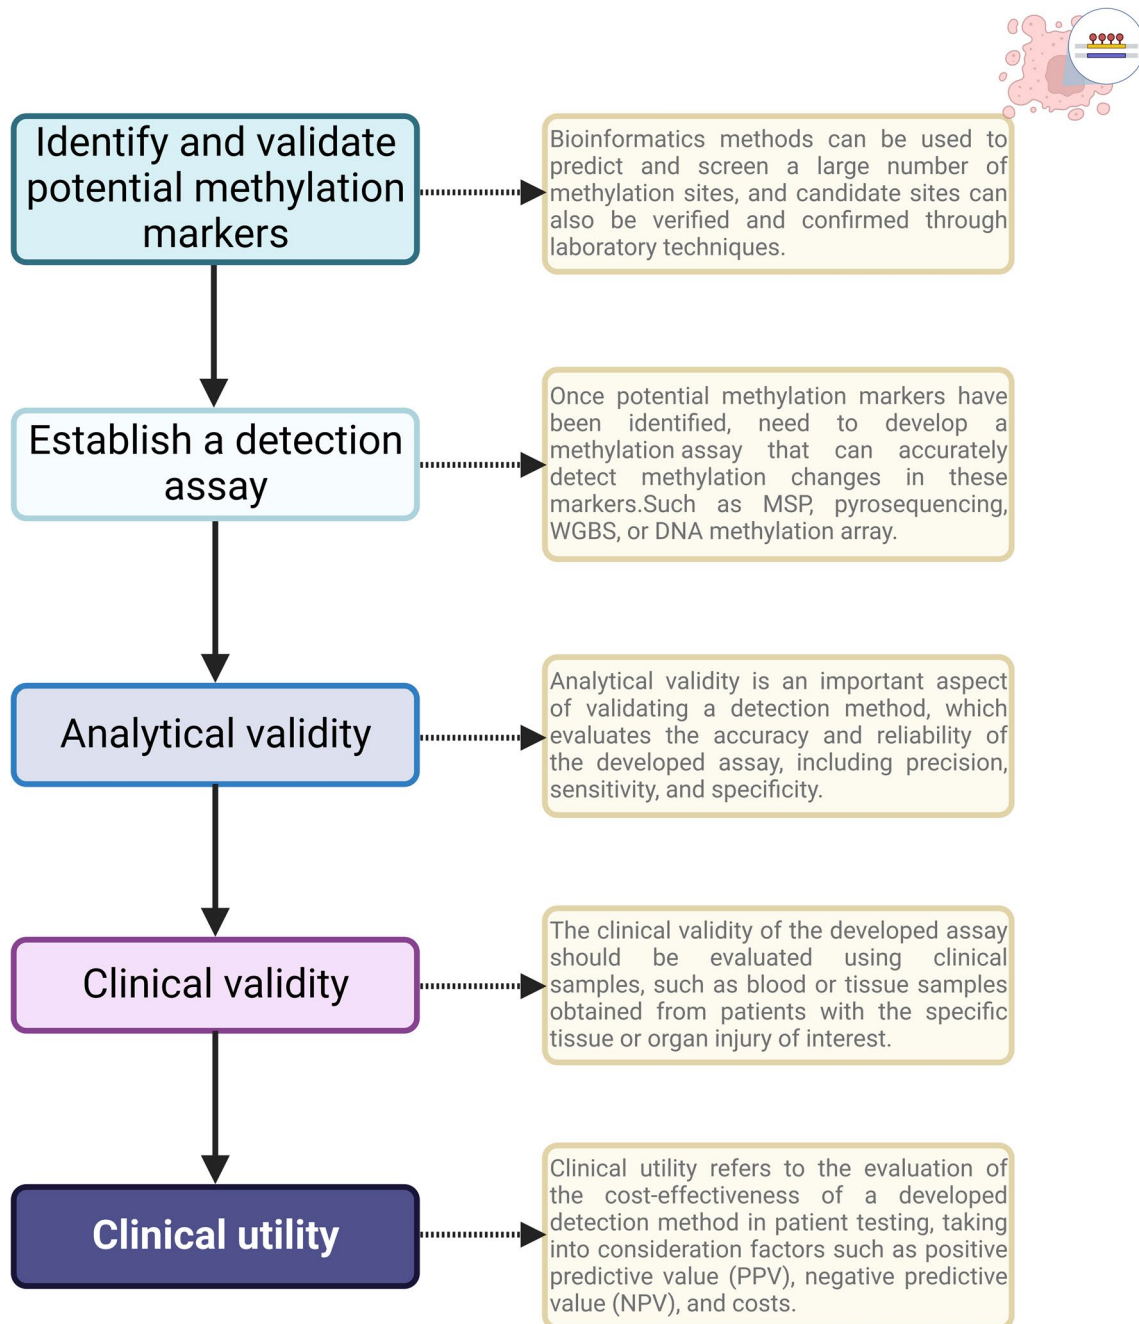 Identify and validate
potential methylation
markers
Bioinformatics methods can be used to
predict and screen a large number of
methylation sites, and candidate sites can
also be verified and confirmed through
laboratory techniques.
Establish a detection
assay
Once potential methylation markers have
been identified, need to develop a
methylation assay that can accurately
detect methylation changes in these
markers.Such as MSP, pyrosequencing,
WGBS, or DNA methylation array.
Analytical validity
Analytical validity is an important aspect
of validating a detection method, which
evaluates the accuracy and reliability of
the developed assay, including precision,
sensitivity, and specificity.
Clinical validity
The clinical validity of the developed assay
should be evaluated using clinical
samples, such as blood or tissue samples
obtained from patients with the specific
tissue or organ injury of interest.
Clinical utility
Clinical utility refers to the evaluation of
the cost-effectiveness of a developed
detection method in patient testing, taking
into consideration factors such as positive
predictive value (PPV), negative predictive
value (NPV), and costs.